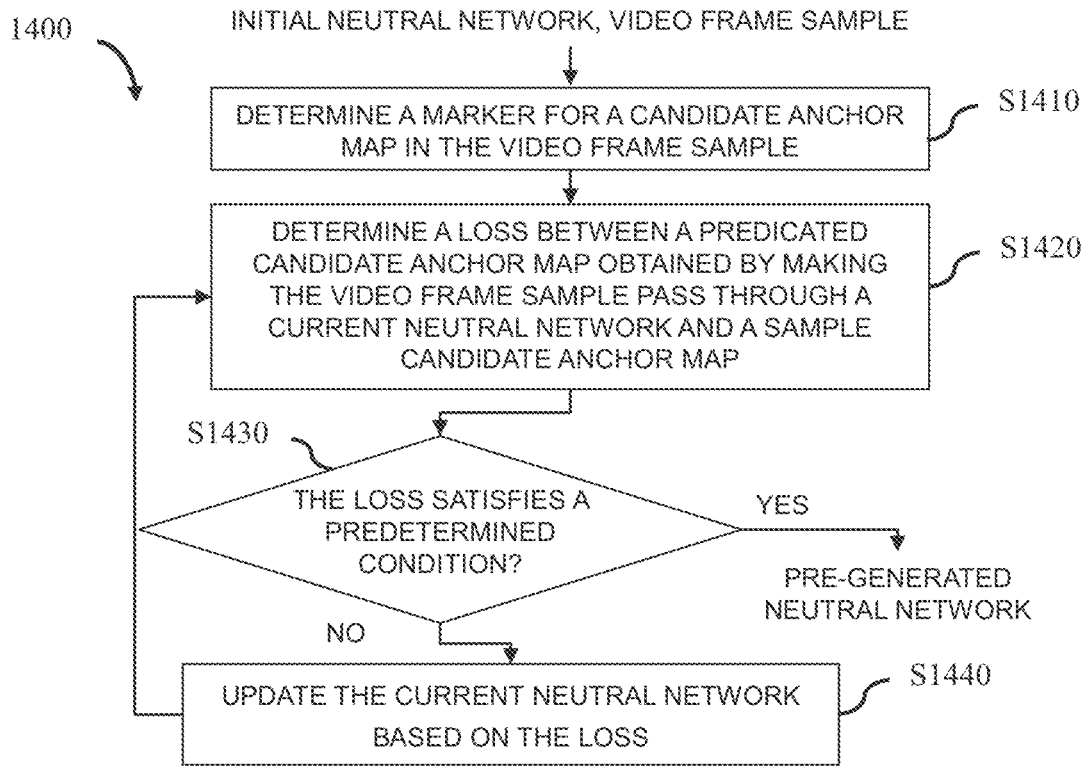 1400
INITIAL NEUTRAL NETWORK, VIDEO FRAME SAMPLE
DETERMINE A MARKER FOR A CANDIDATE ANCHOR
MAP IN THE VIDEO FRAME SAMPLE
S1410
DETERMINE A LOSS BETWEEN A PREDICATED
CANDIDATE ANCHOR MAP OBTAINED BY MAKING
THE VIDEO FRAME SAMPLE PASS THROUGH A
CURRENT NEUTRAL NETWORK AND A SAMPLE
CANDIDATE ANCHOR MAP
S1420
S1430
THE LOSS SATISFIES A
PREDETERMINED
CONDITION?
YES
PRE-GENERATED
NEUTRAL NETWORK
NO
UPDATE THE CURRENT NEUTRAL NETWORK
BASED ON THE LOSS
S1440